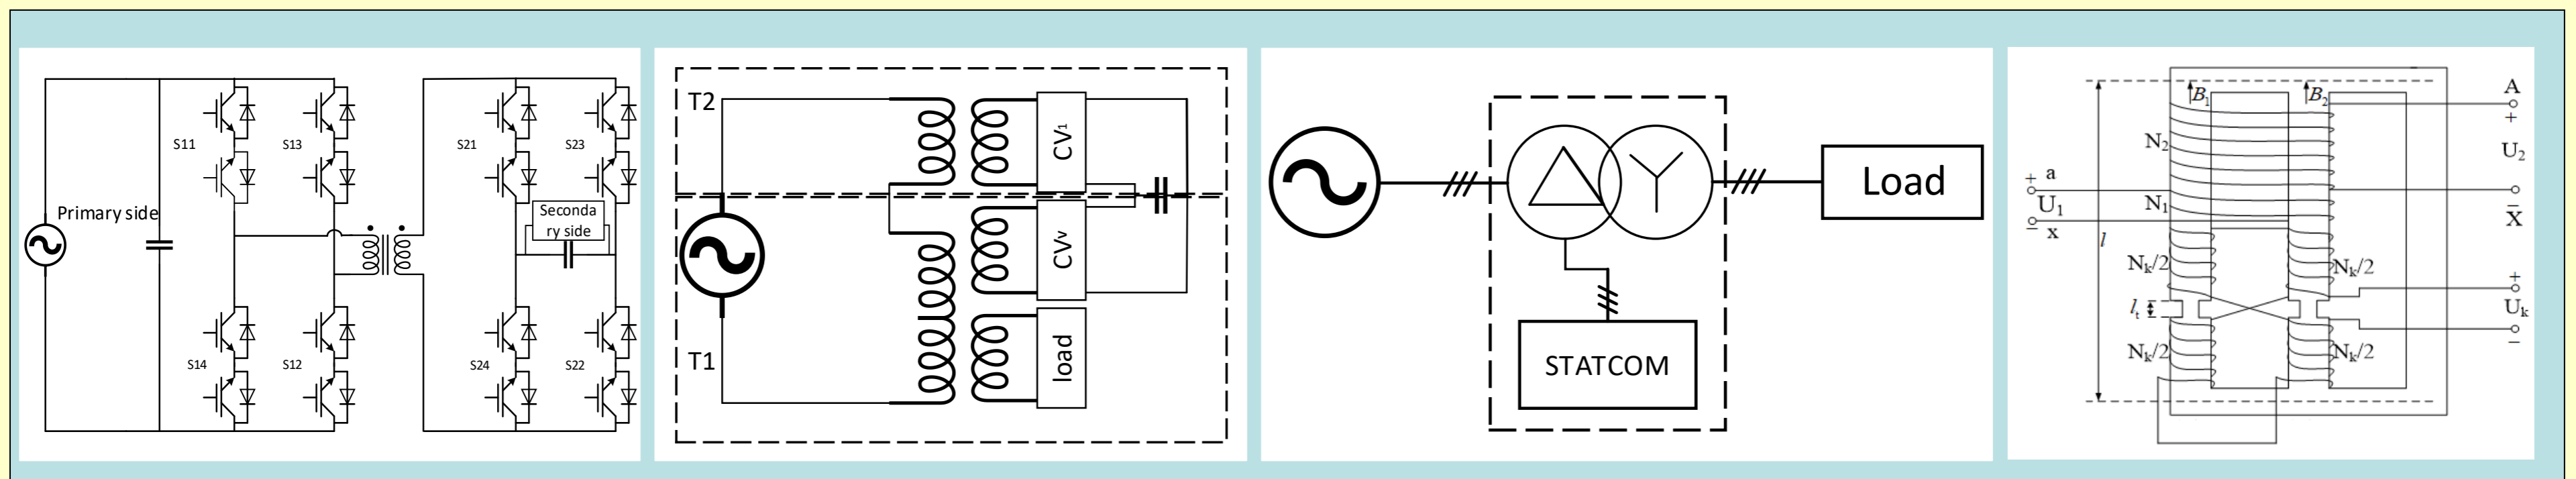 S11
S13
Primary side
S14
S12
S21
S23
Seconda
ry side
S24
S22
T2
T1
CV1
CVv
load
Load
STATCOM
B1
B2
N2
N1
+ a
U1
− x
l
Nk/2
Nk/2
lt
Nk/2
Nk/2
A
+
U2
−
X
+
Uk
−